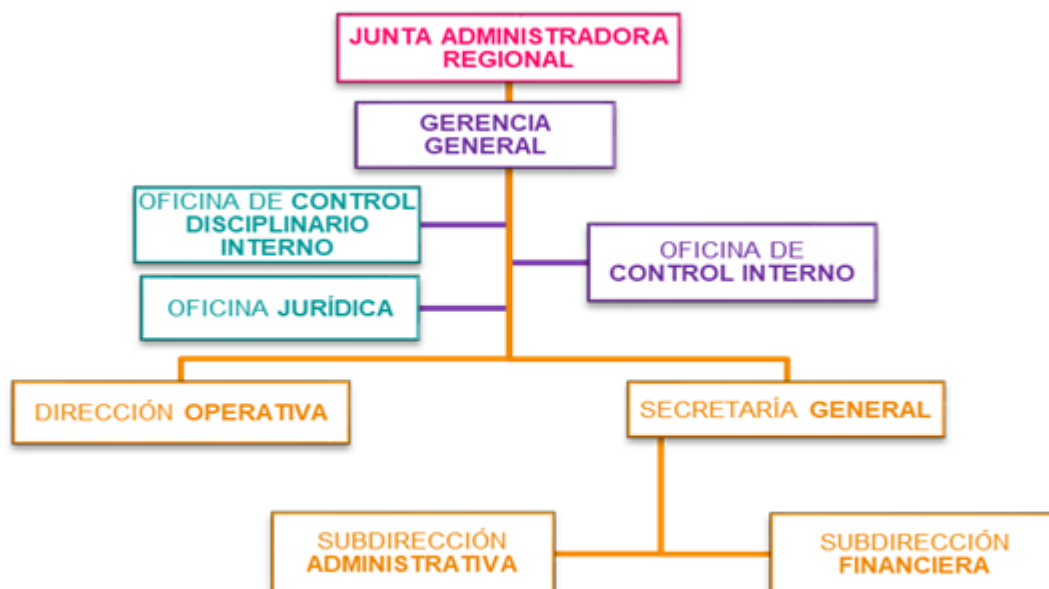 JUNTA ADMINISTRADORA
REGIONAL
GERENCIA
GENERAL
OFICINA DE CONTROL
DISCIPLINARIO
INTERNO
OFICINA DE
CONTROL INTERNO
OFICINA JURÍDICA
DIRECCIÓN OPERATIVA
SECRETARÍA GENERAL
SUBDIRECCIÓN
ADMINISTRATIVA
SUBDIRECCIÓN
FINANCIERA